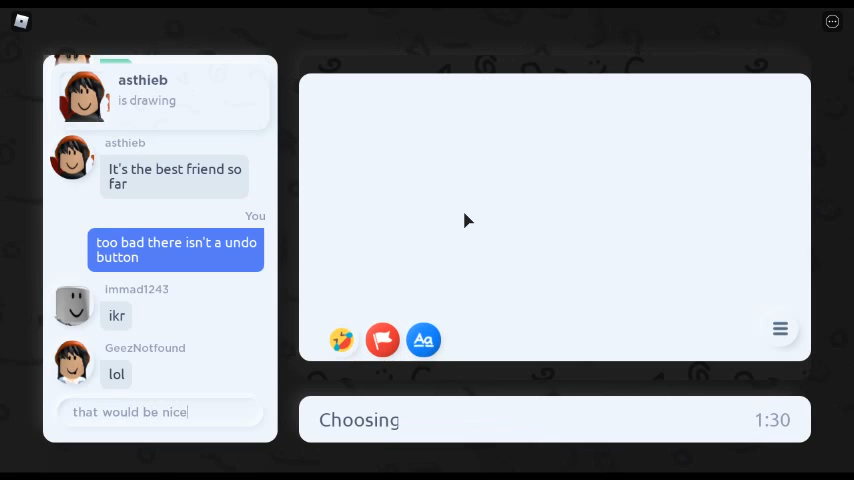 asthieb
is drawing
asthieb
It's the best friend so
far
You
too bad there isn't a undo
button
immad1243
ikr
GeezNotfound
lol
that would be nice
Aa
Choosing
1:30